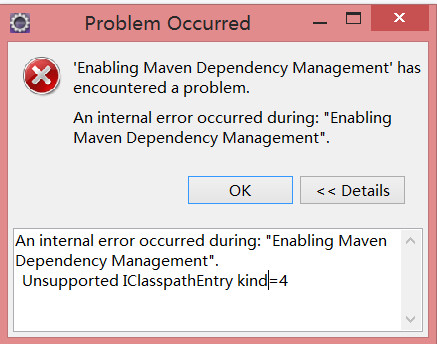 Problem Occurred
'Enabling Maven Dependency Management' has
encountered a problem.
An internal error occurred during: "Enabling
Maven Dependency Management".
OK
<< Details
An internal error occurred during: "Enabling Maven
Dependency Management".
Unsupported IClasspathEntry kind=4